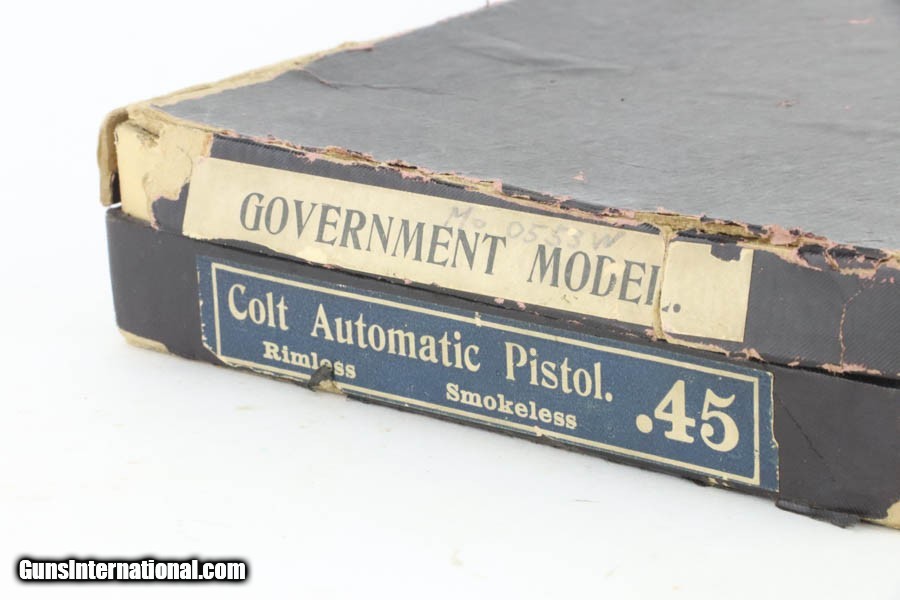 GOVERNMENT MODEL.
Colt Automatic Pistol.
Rimless
Smokeless
.45
GunsInternational.com